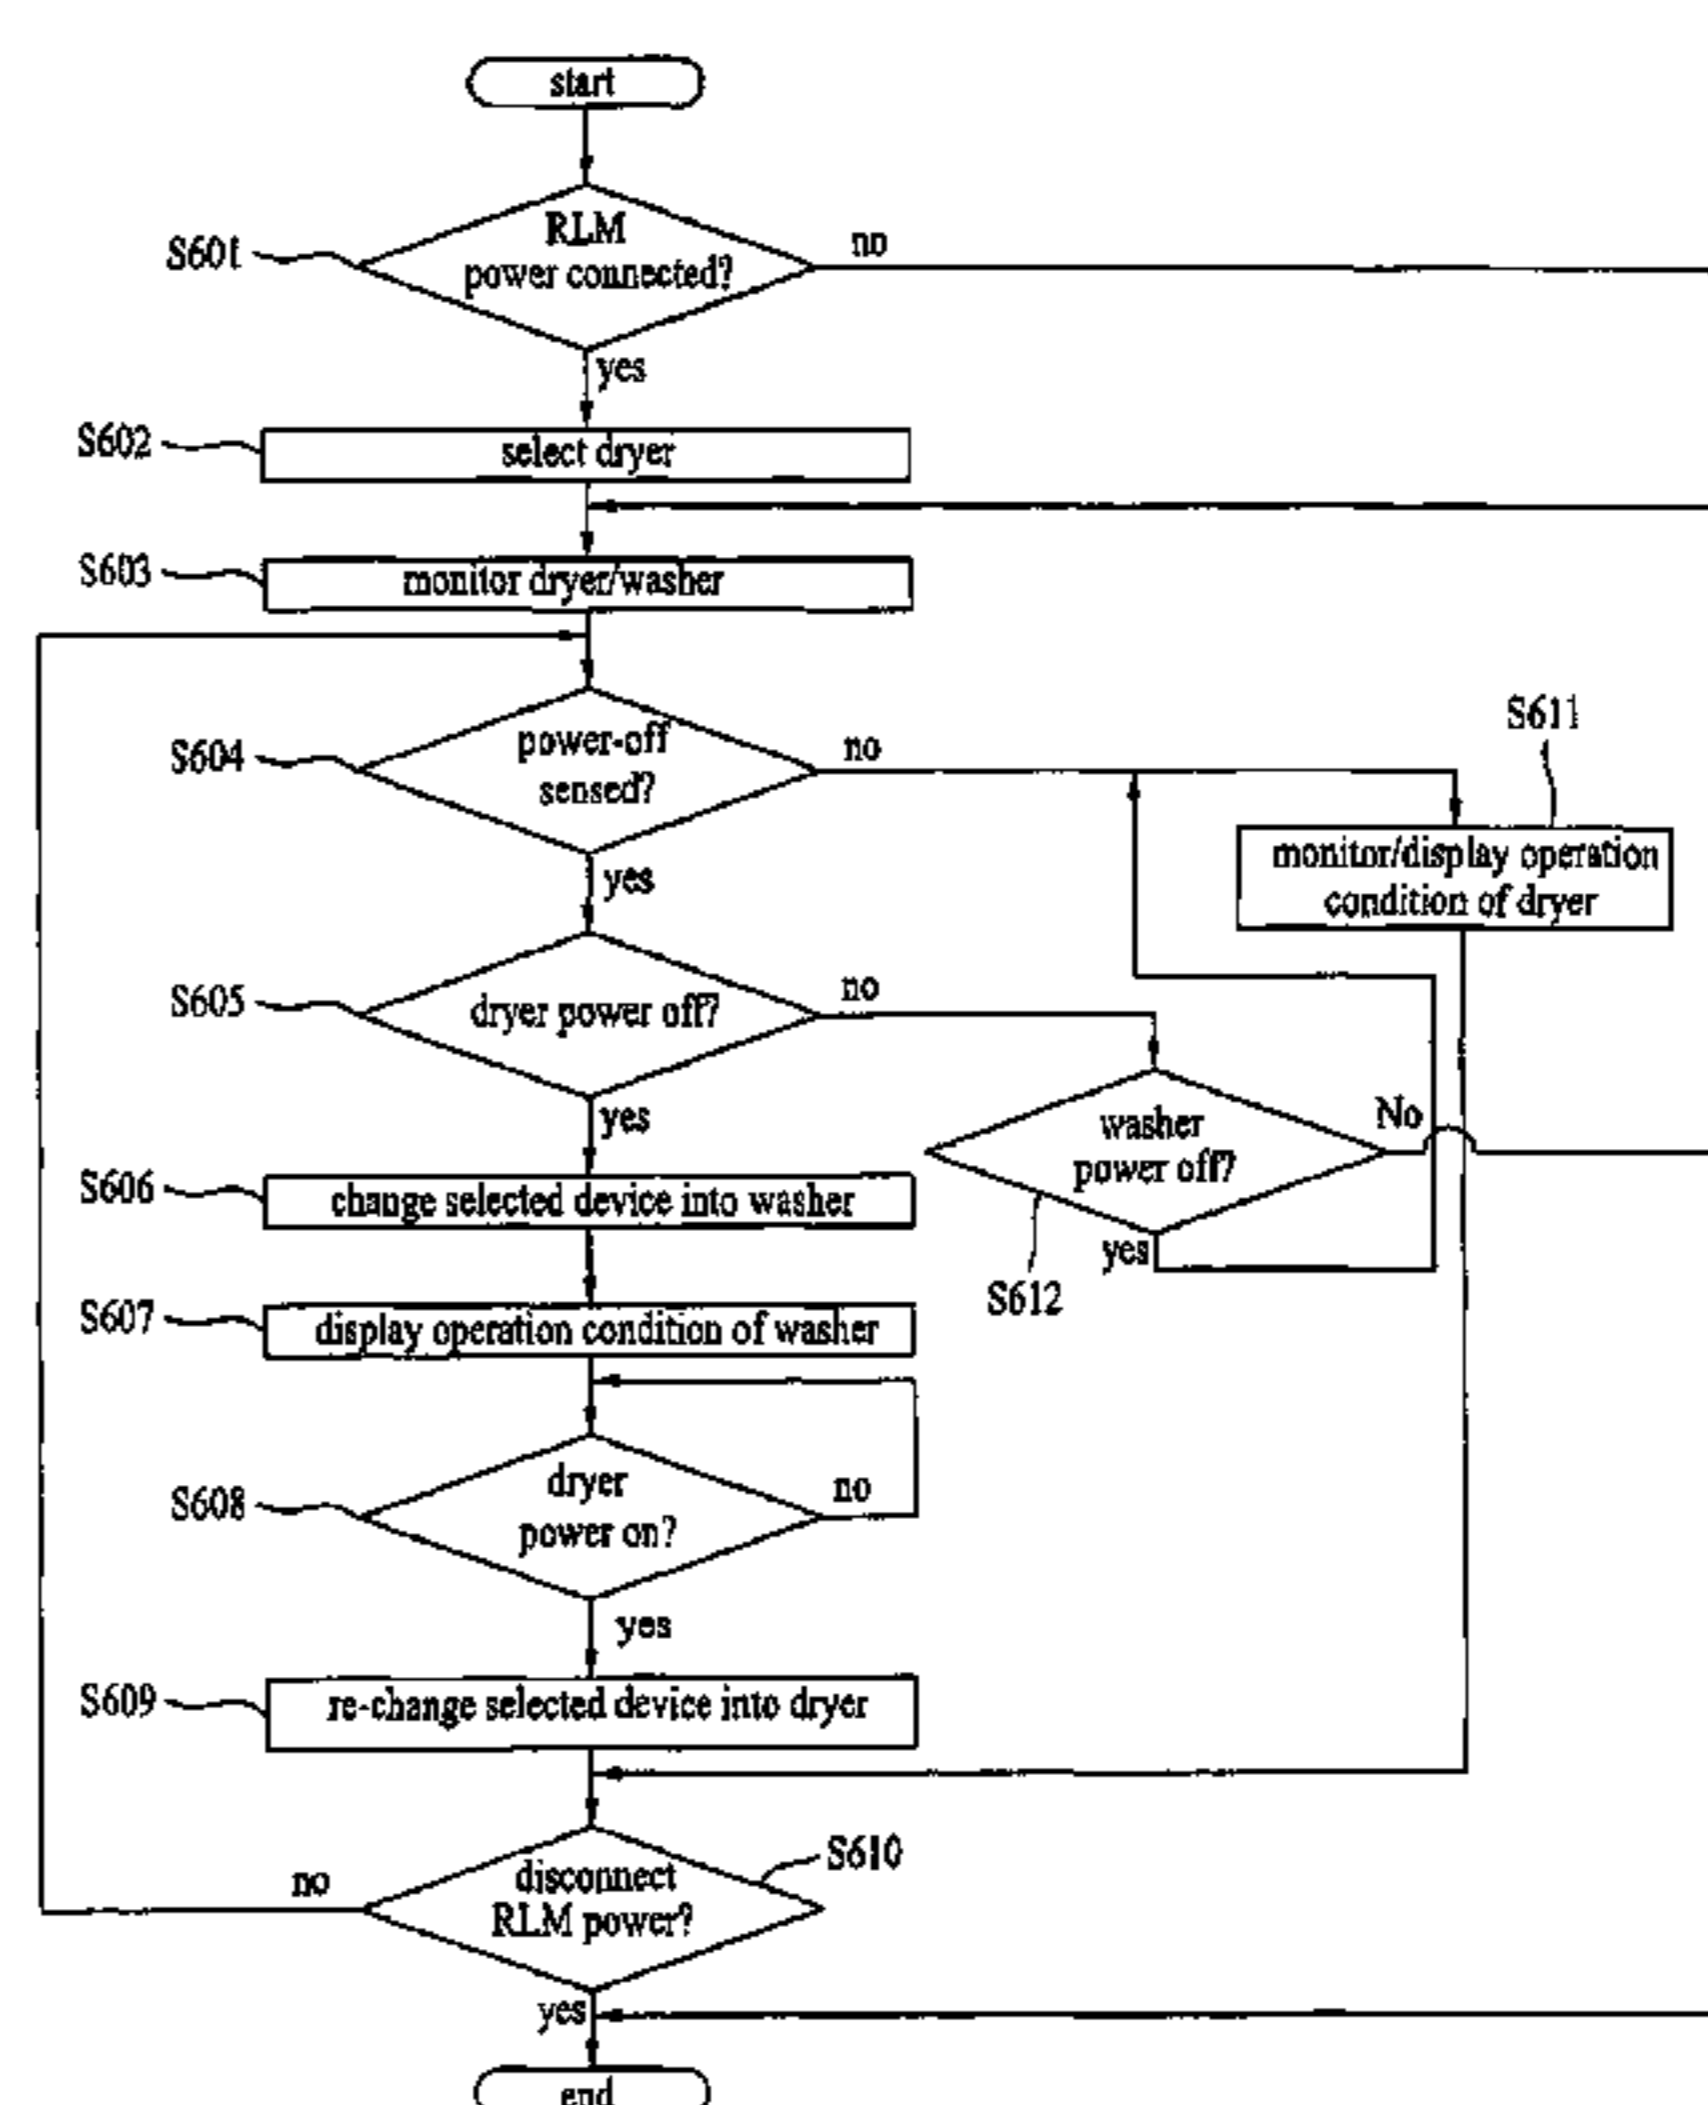 start
S601
RLM
power connected?
no
yes
S602
select dryer
S603
monitor dryer/washer
S604
power-off
sensed?
no
yes
S611
monitor/display operation
condition of dryer
S605
dryer power off?
no
yes
washer
power off?
No
yes
S612
S606
change selected device into washer
S607
display operation condition of washer
S608
dryer
power on?
no
yes
S609
re-change selected device into dryer
S610
disconnect
RLM power?
no
yes
end